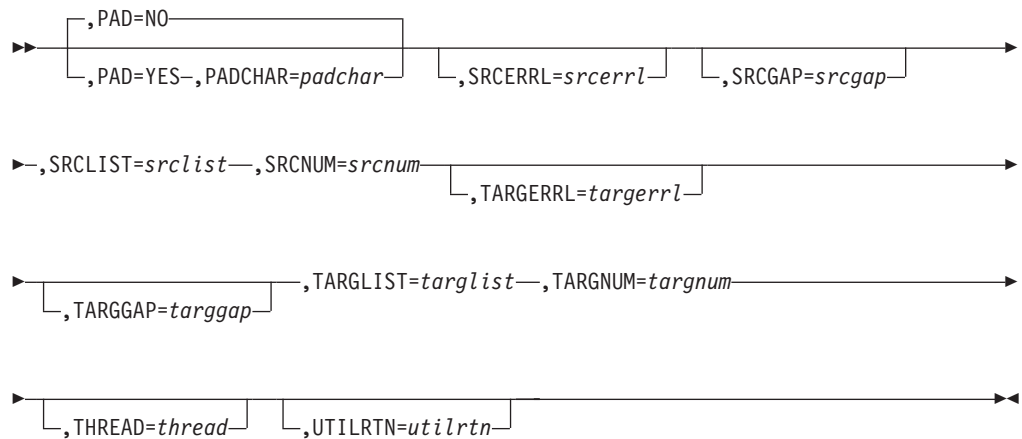 ,PAD=NO
,PAD=YES ,PADCHAR=padchar ,SRCERRL=srcerrl ,SRCGAP=srcgap
,SRCLIST=srclist ,SRCNUM=srcnum
,TARGERRL=targerrl
,TARGLIST=targlist ,TARGNUM=targnum
,TARGGAP=targgap
,THREAD=thread ,UTILRTN=utilrtn